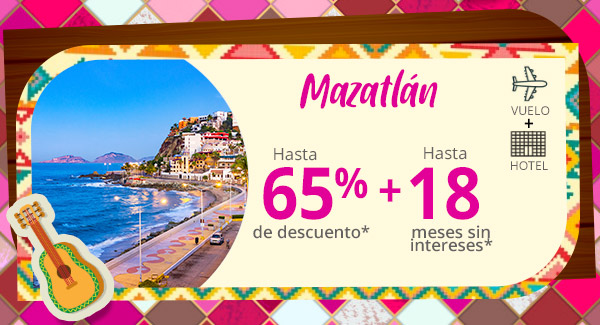 Mazatlán
VUELO
+
HOTEL
Hasta
65% +
de descuento*
Hasta
18
meses sin
intereses*